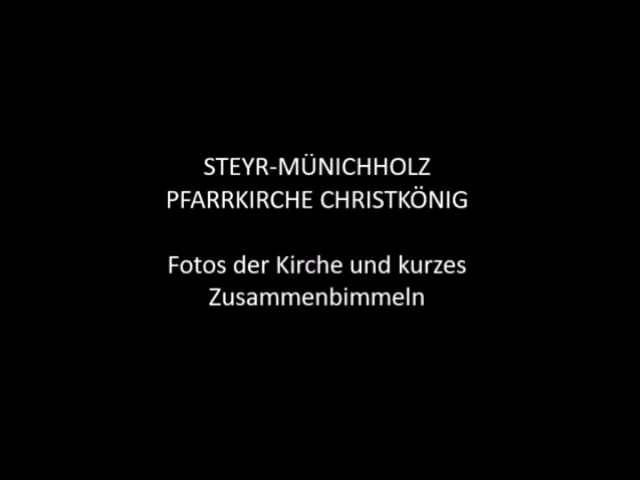 STEYR-MÜNICHHOLZ
PFARRKIRCHE CHRISTKÖNIG
Fotos der Kirche und kurzes
Zusammenbimmeln